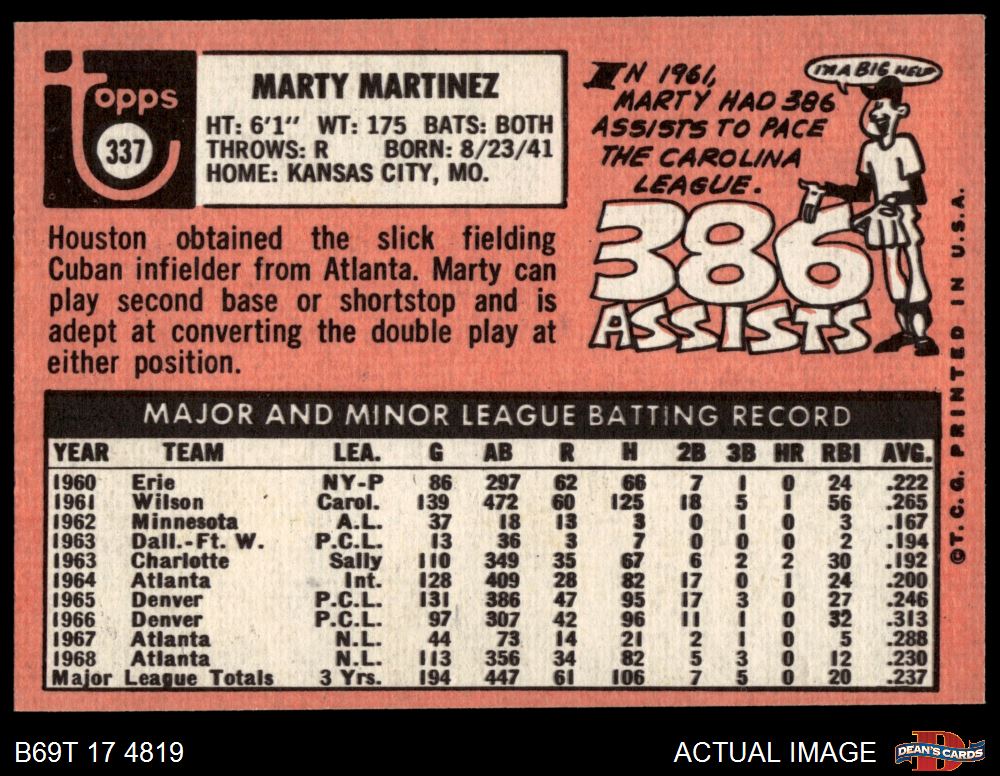 Topps
337
MARTY MARTINEZ
HT: 6'1" WT: 175 BATS: BOTH
THROWS: R BORN: 8/23/41
HOME: KANSAS CITY, MO.
Houston obtained the slick fielding
Cuban infielder from Atlanta. Marty can
play second base or shortstop and is
adept at converting the double play at
either position.
IN 1961,
MARTY HAD 386
ASSISTS TO PACE
THE CAROLINA
LEAGUE.
I'M A BIG HELP
386
ASSISTS
©T.C.G. PRINTED IN U.S.A.
MAJOR AND MINOR LEAGUE BATTING RECORD
YEAR TEAM LEA. G AB R H 2B 3B HR RBI AVG.
1960 Erie NY-P 86 297 62 66 7 1 0 24 .222
1961 Wilson Carol. 139 472 60 125 18 5 1 56 .265
1962 Minnesota A.L. 37 18 13 3 0 1 0 3 .167
1963 Dall.-Ft. W. P.C.L. 13 36 3 7 0 0 0 2 .194
1963 Charlotte Sally 110 349 35 67 6 2 2 30 .192
1964 Atlanta Int. 128 409 28 82 17 0 1 24 .200
1965 Denver P.C.L. 131 386 47 95 17 3 0 27 .246
1966 Denver P.C.L. 97 307 42 96 11 1 0 32 .313
1967 Atlanta N.L. 44 73 14 21 2 1 0 5 .288
1968 Atlanta N.L. 113 356 34 82 5 3 0 12 .230
Major League Totals 3 Yrs. 194 447 61 106 7 5 0 20 .237
B69T 17 4819
ACTUAL IMAGE
DEAN'S CARDS